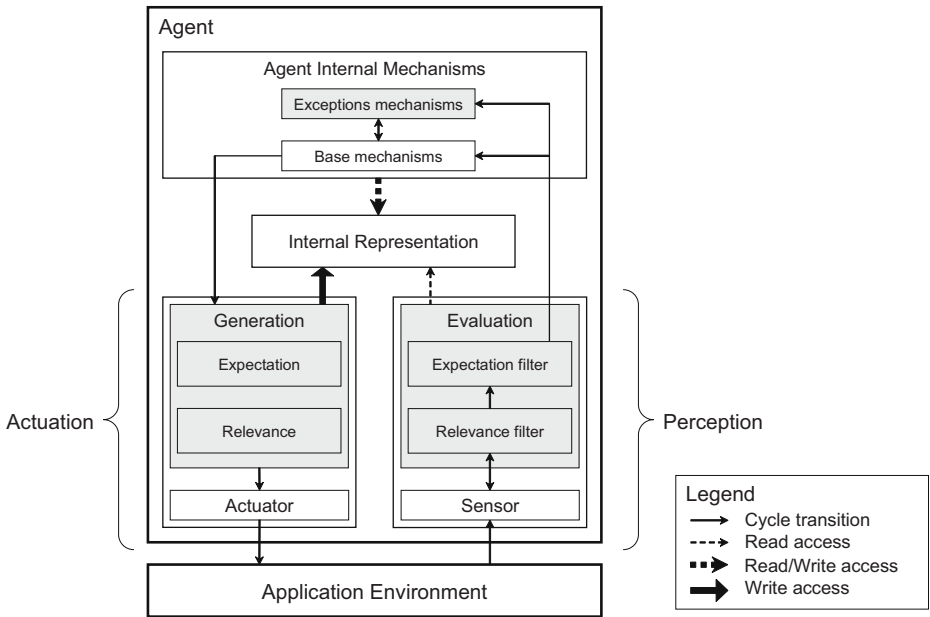 Agent
Agent Internal Mechanisms
Exceptions mechanisms
Base mechanisms
Internal Representation
Generation
Expectation
Relevance
Actuator
Evaluation
Expectation filter
Relevance filter
Sensor
Actuation
Perception
Application Environment
Legend
Cycle transition
Read access
Read/Write access
Write access